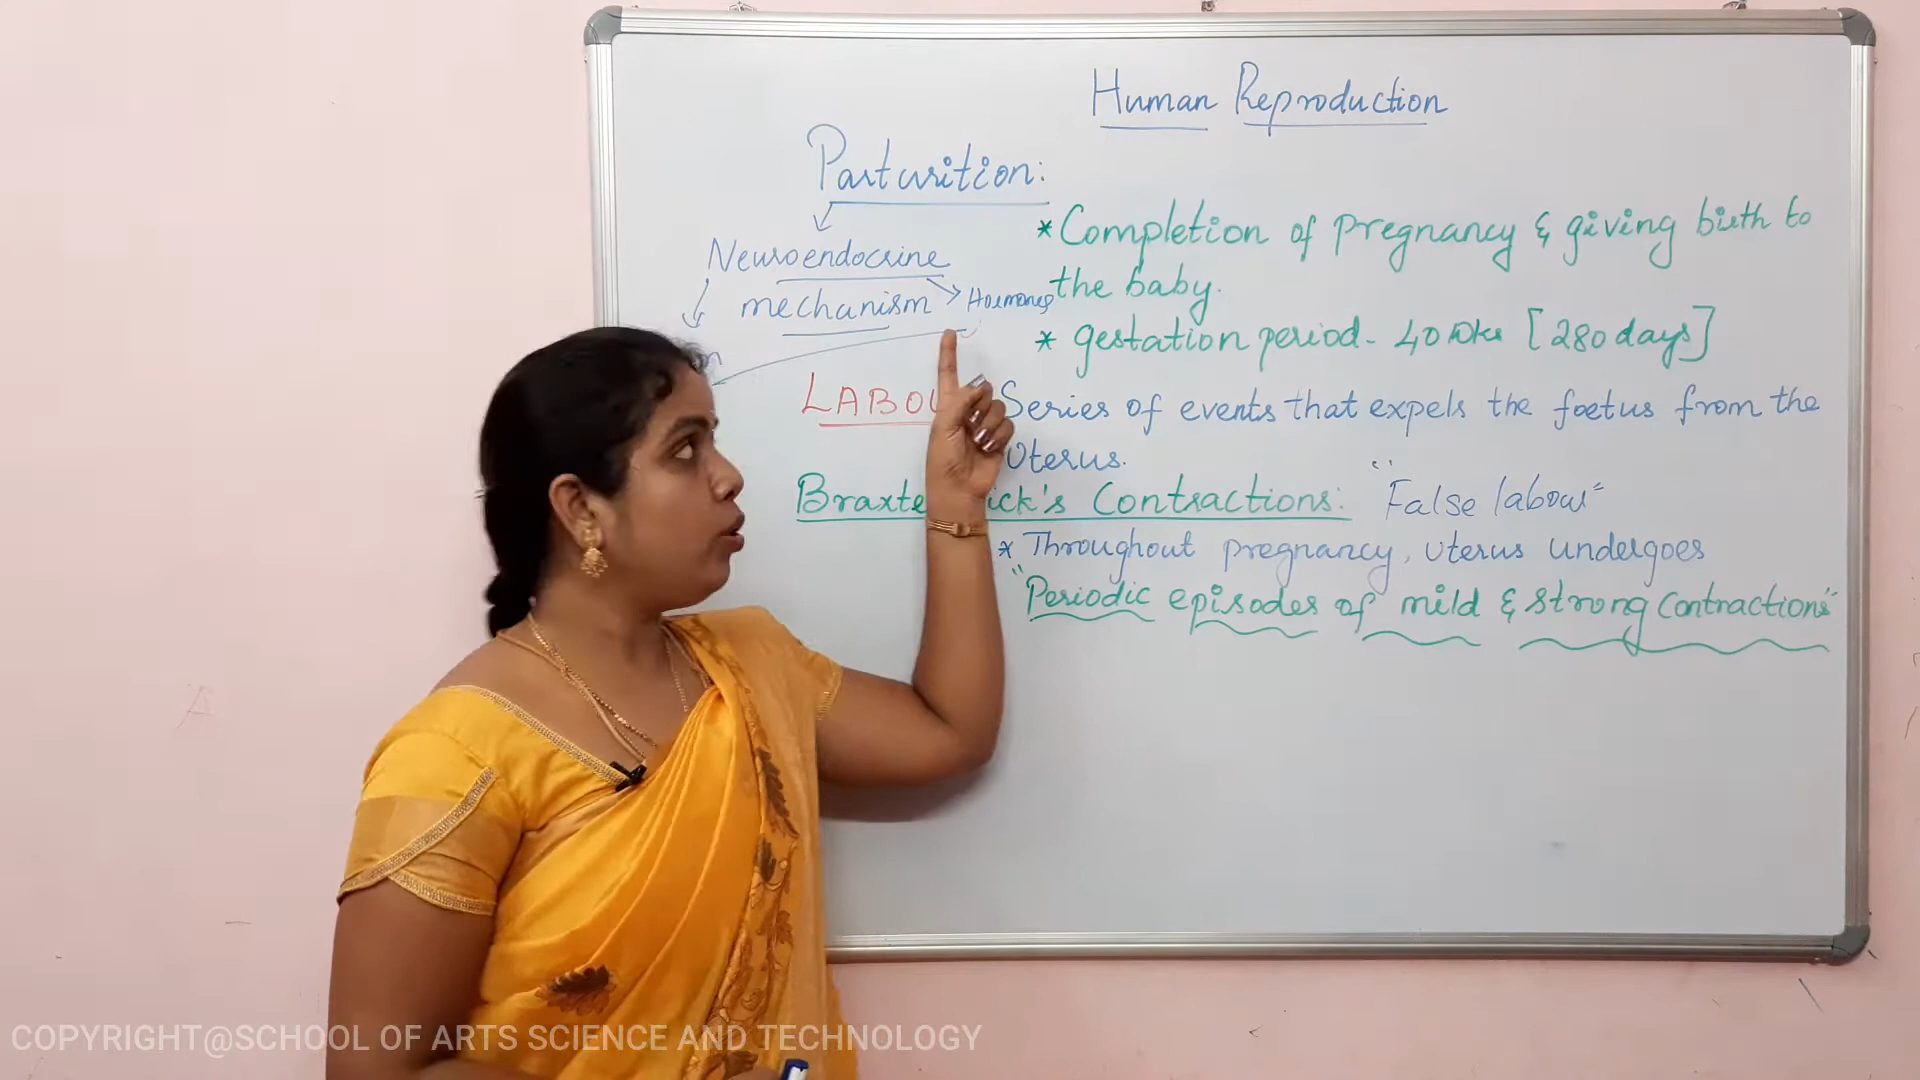 Human Reproduction
Parturition:
Neuroendocrine
mechanism
Hormones
* Completion of pregnancy & giving birth to
the baby.
* gestation period - 40 wks [280 days]
LABOU
Series of events that expels the foetus from the
Uterus.
Braxto ick's Contractions: "False labour"
* Throughout pregnancy, uterus undergoes
"Periodic episodes of mild & strong contractions"
COPYRIGHT@SCHOOL OF ARTS SCIENCE AND TECHNOLOGY